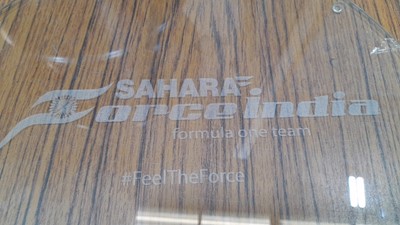 SAHARA
Force india
formula one team
#FeelTheForce